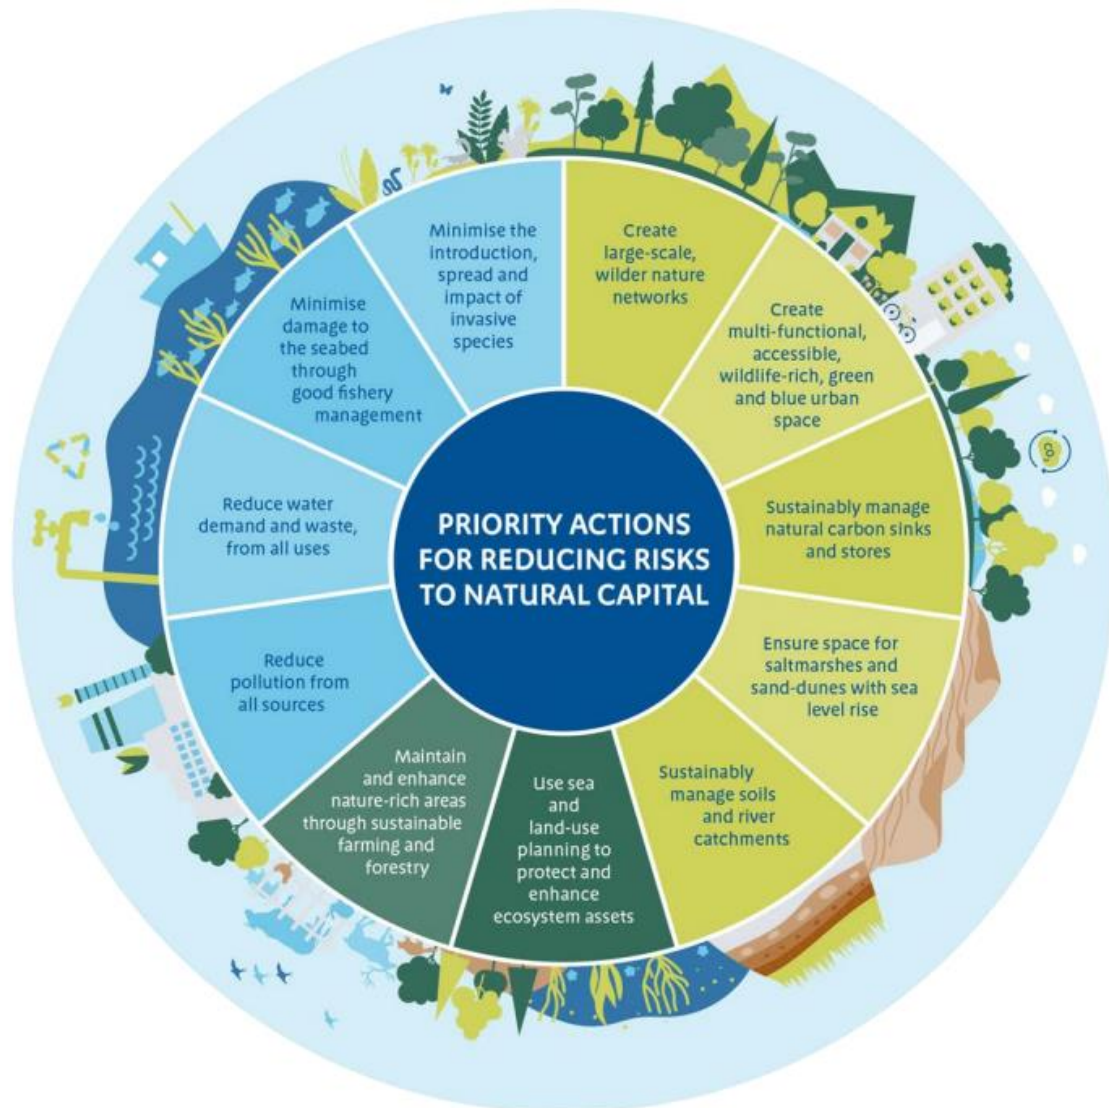 PRIORITY ACTIONS
FOR REDUCING RISKS
TO NATURAL CAPITAL
Create
large-scale,
wilder nature
networks
Create
multi-functional,
accessible,
wildlife-rich, green
and blue urban
space
Sustainably manage
natural carbon sinks
and stores
Ensure space for
saltmarshes and
sand-dunes with sea
level rise
Sustainably
manage soils
and river
catchments
Use sea
and
land-use
planning to
protect and
enhance
ecosystem assets
Maintain
and enhance
nature-rich areas
through sustainable
farming and
forestry
Reduce
pollution from
all sources
Reduce water
demand and waste,
from all uses
Minimise
damage to
the seabed
through
good fishery
management
Minimise the
introduction,
spread and
impact of
invasive
species
CO₂